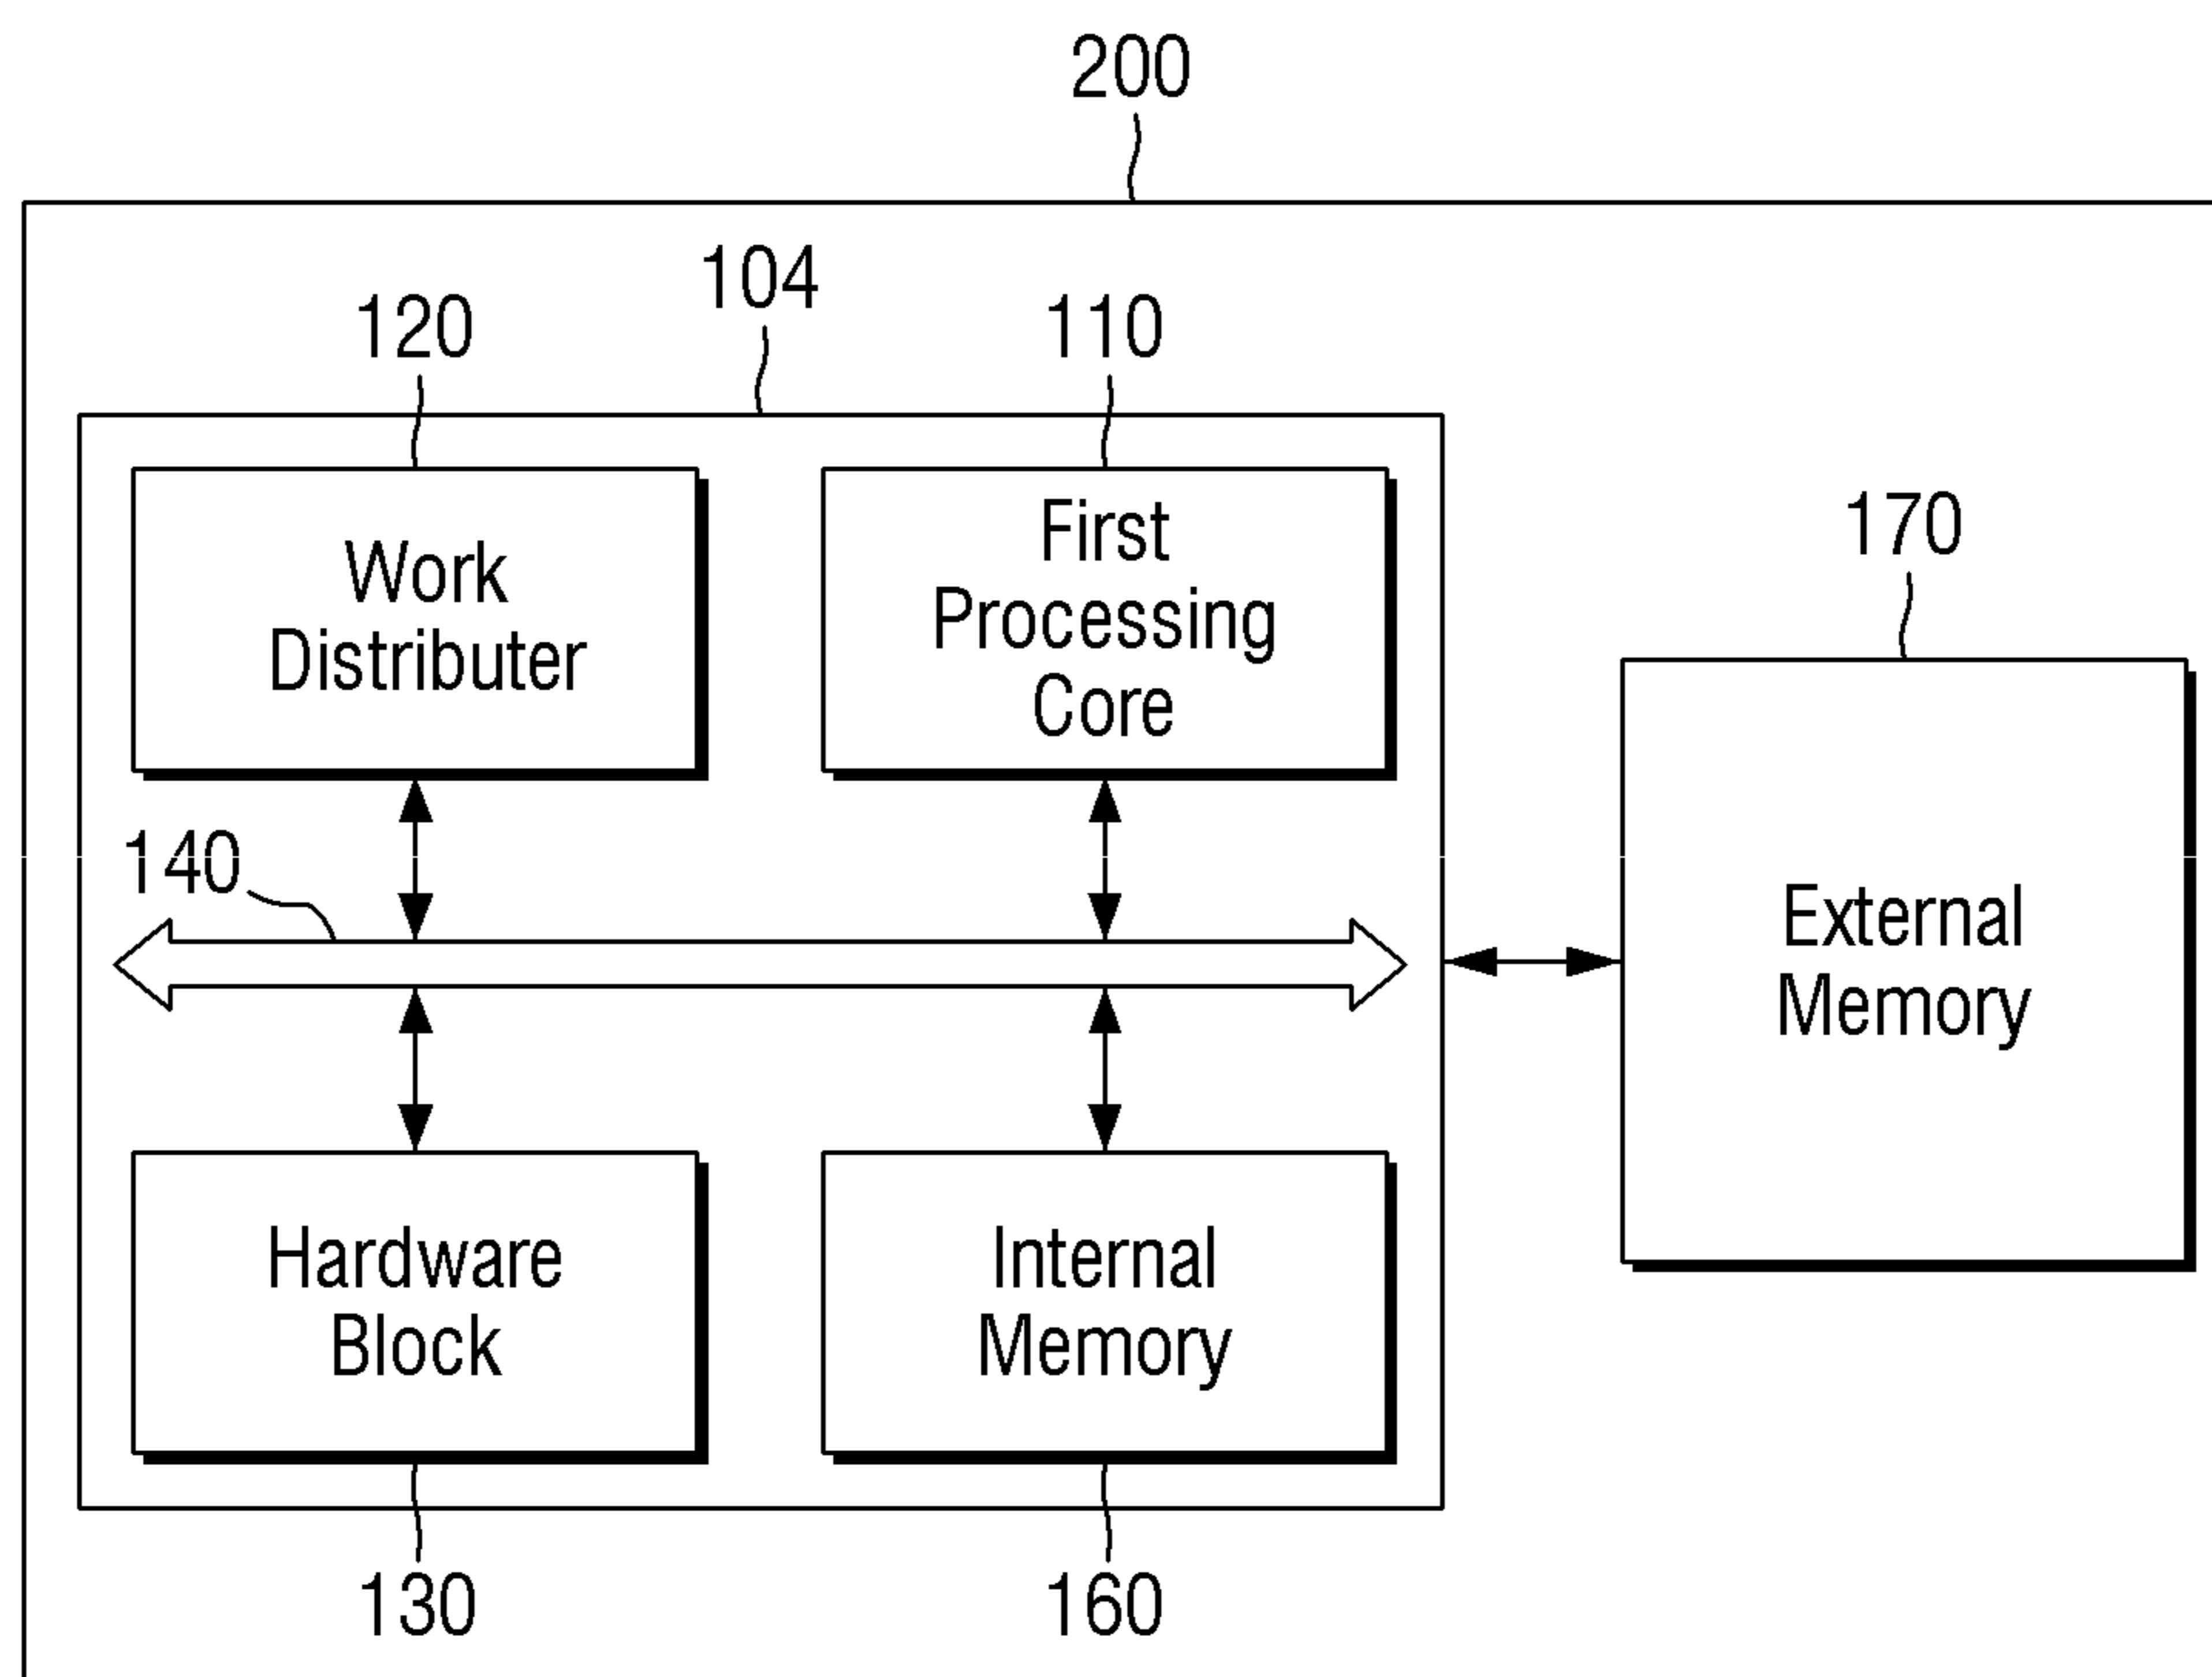 200
104
120
110
Work
Distributer
First
Processing
Core
170
140
External
Memory
Hardware
Block
Internal
Memory
130
160